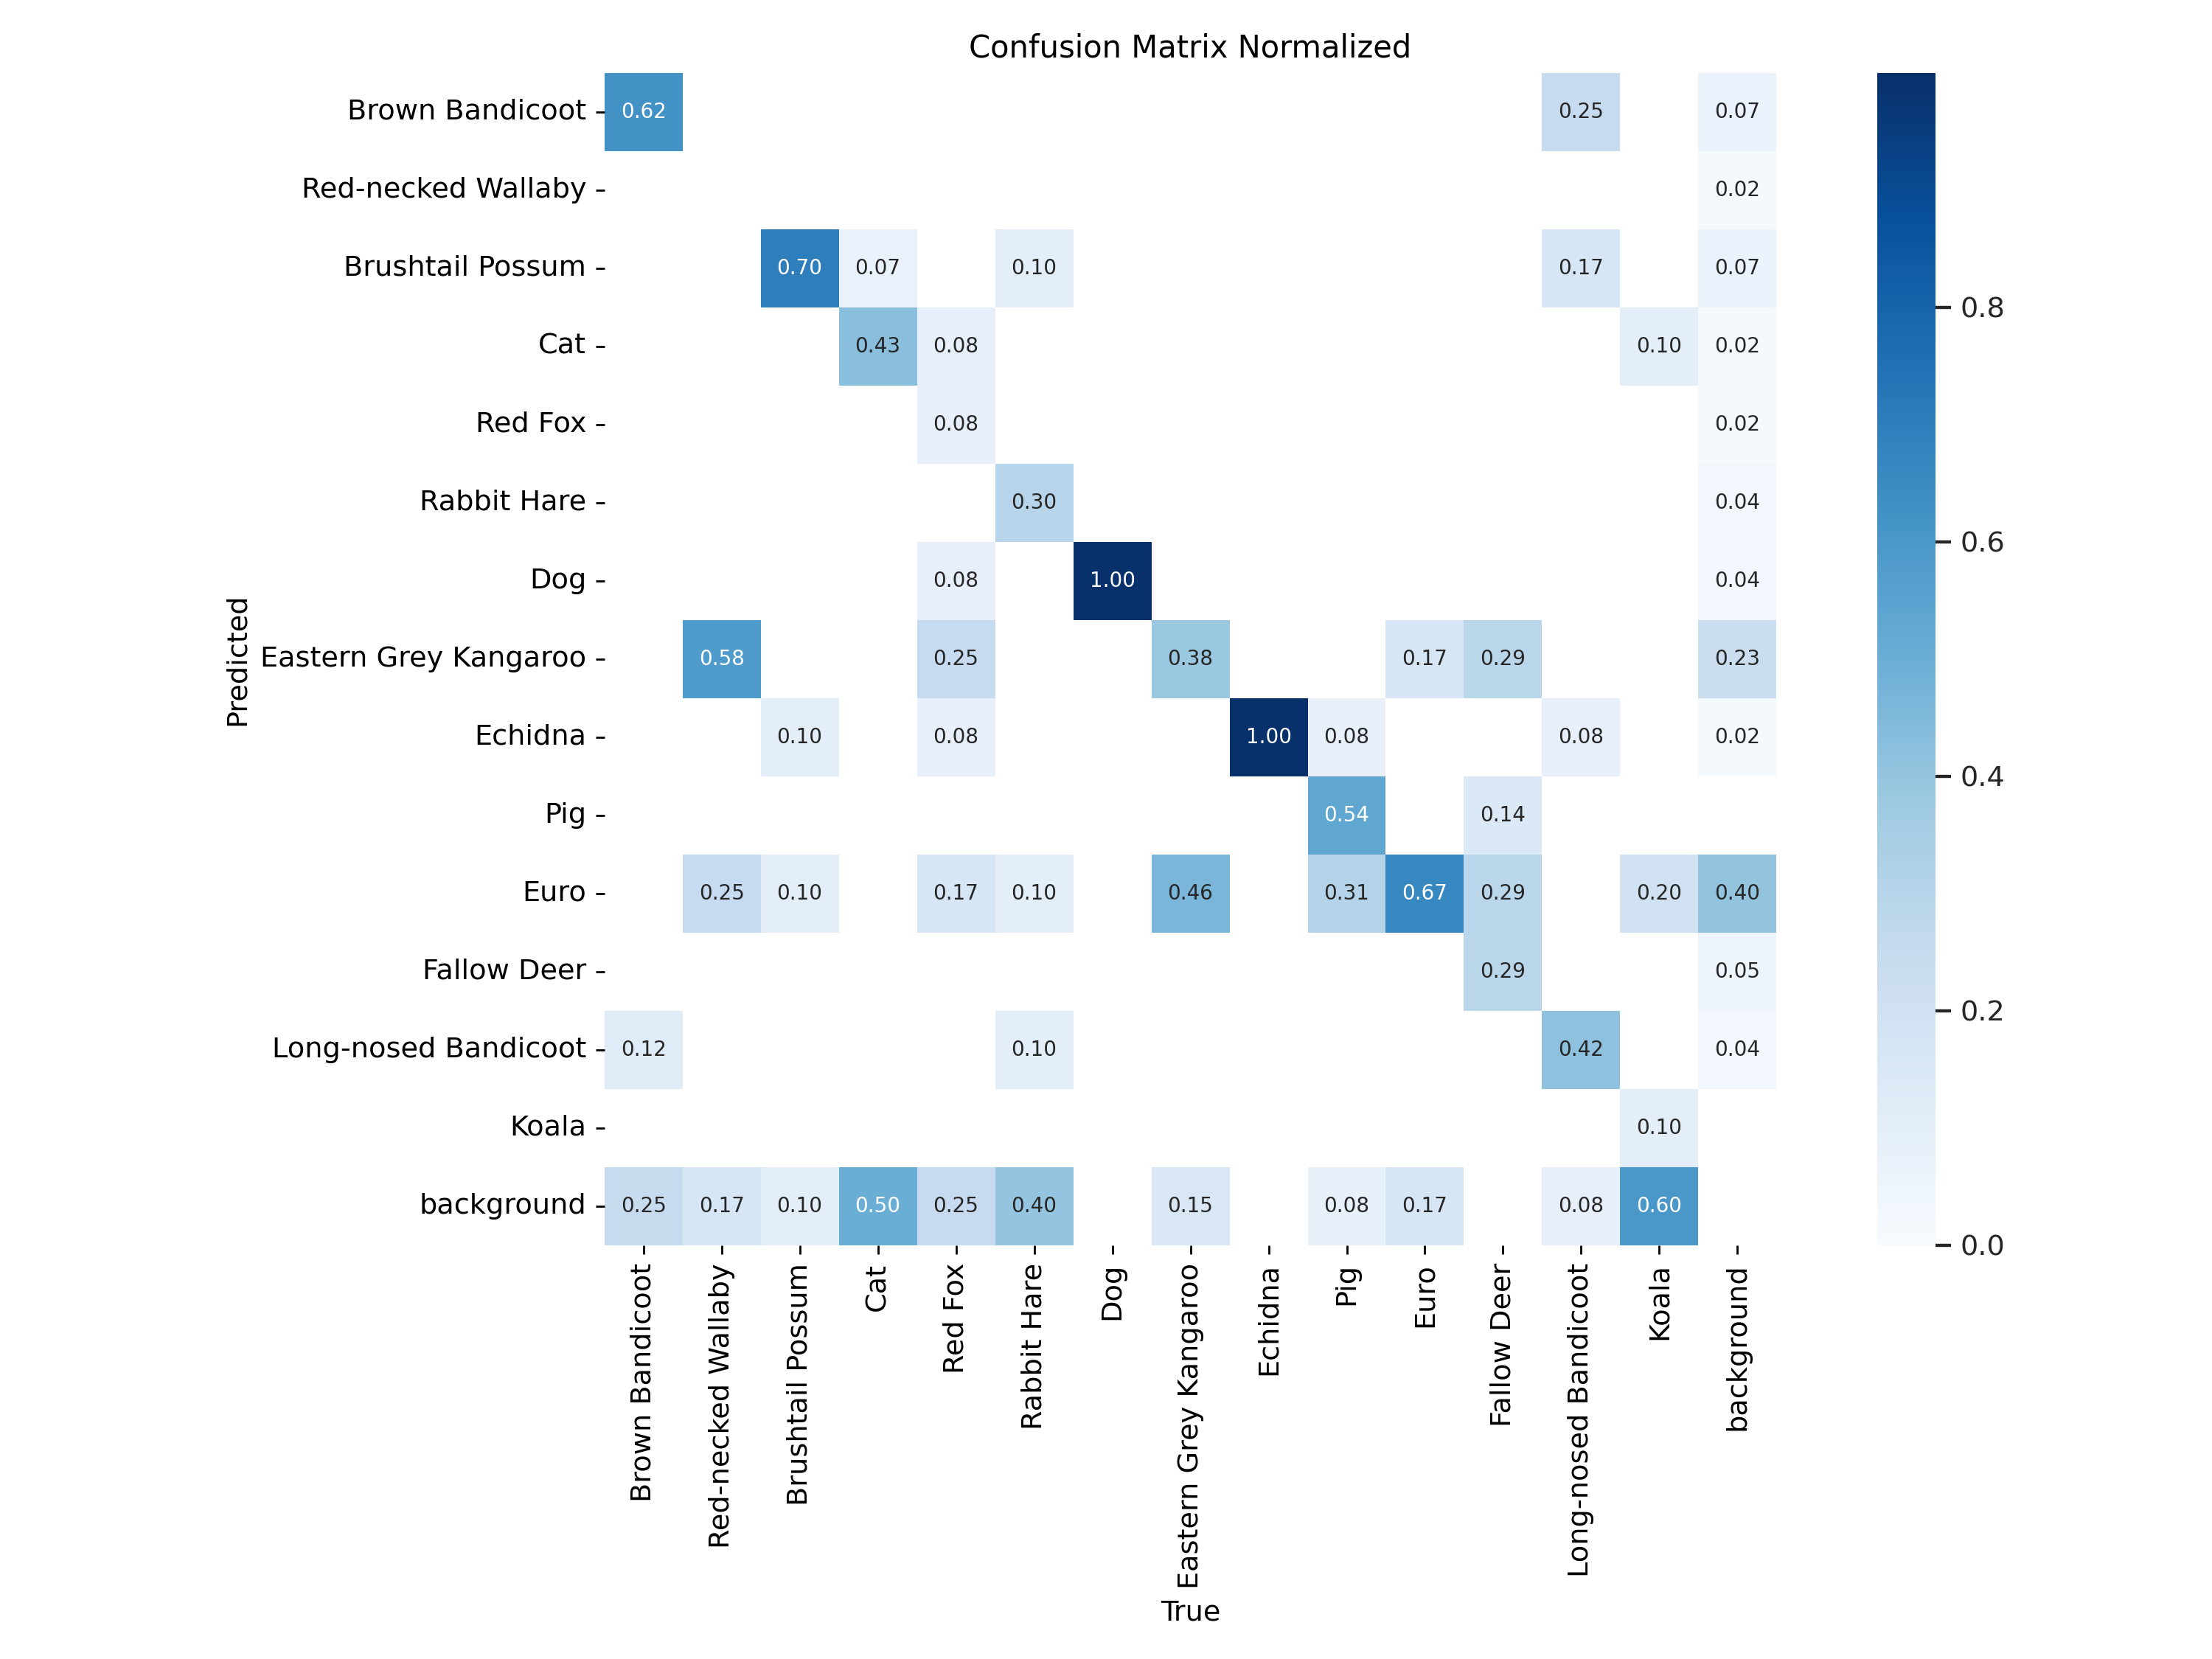 Confusion Matrix Normalized
Brown Bandicoot 0.62 0.25 0.07
Red-necked Wallaby 0.02
Brushtail Possum 0.70 0.07 0.10 0.17 0.07
0.8
Cat 0.43 0.08 0.10 0.02
Red Fox 0.08 0.02
Rabbit Hare 0.30 0.04
0.6
Dog 0.08 1.00 0.04
Predicted
Eastern Grey Kangaroo 0.58 0.25 0.38 0.17 0.29 0.23
Echidna 0.10 0.08 1.00 0.08 0.08 0.02
0.4
Pig 0.54 0.14
Euro 0.25 0.10 0.17 0.10 0.46 0.31 0.67 0.29 0.20 0.40
Fallow Deer 0.29 0.05
0.2
Long-nosed Bandicoot 0.12 0.10 0.42 0.04
Koala 0.10
background 0.25 0.17 0.10 0.50 0.25 0.40 0.15 0.08 0.17 0.08 0.60
0.0
Brown Bandicoot
Red-necked Wallaby
Brushtail Possum
Cat
Red Fox
Rabbit Hare
Dog
Eastern Grey Kangaroo
Echidna
Pig
Euro
Fallow Deer
Long-nosed Bandicoot
Koala
background
True